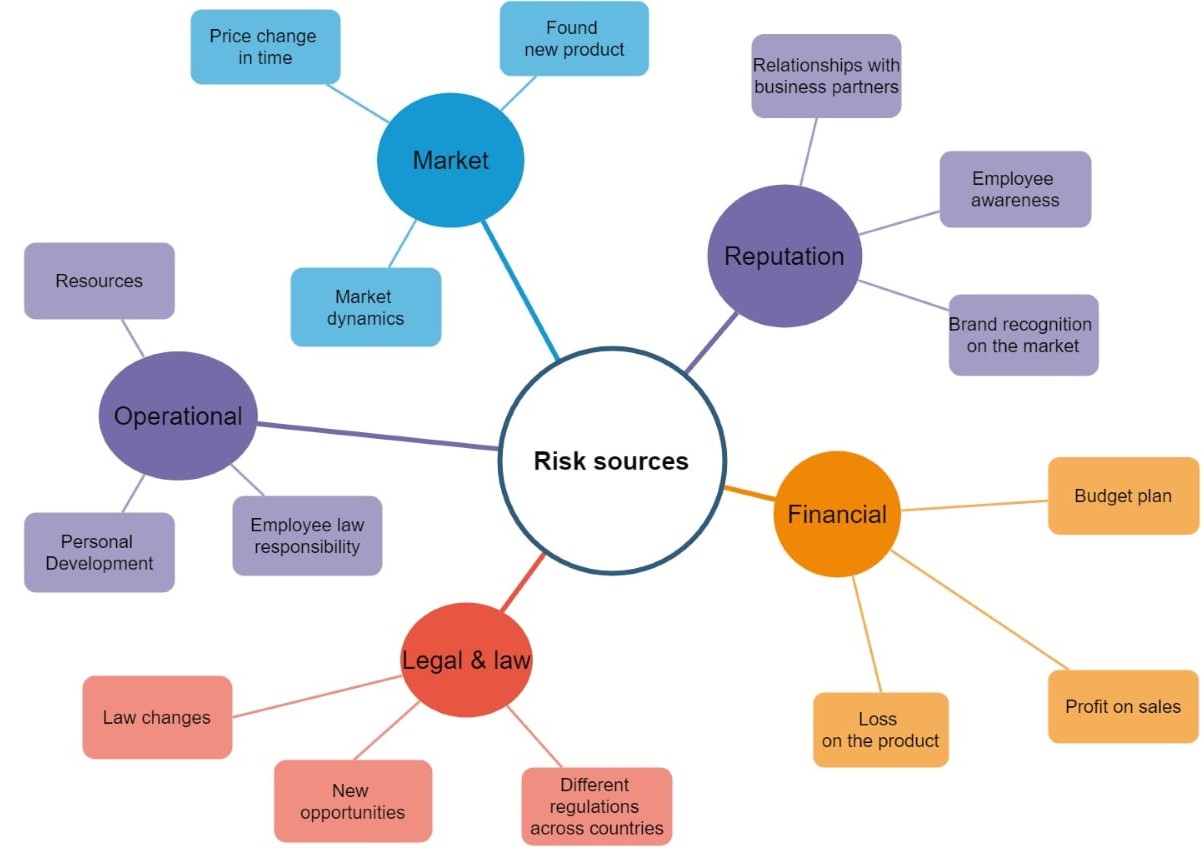 Price change
in time
Found
new product
Market
Market
dynamics
Relationships with
business partners
Employee
awareness
Reputation
Brand recognition
on the market
Resources
Operational
Personal
Development
Employee law
responsibility
Risk sources
Financial
Budget plan
Profit on sales
Loss
on the product
Legal & law
Law changes
New
opportunities
Different
regulations
across countries